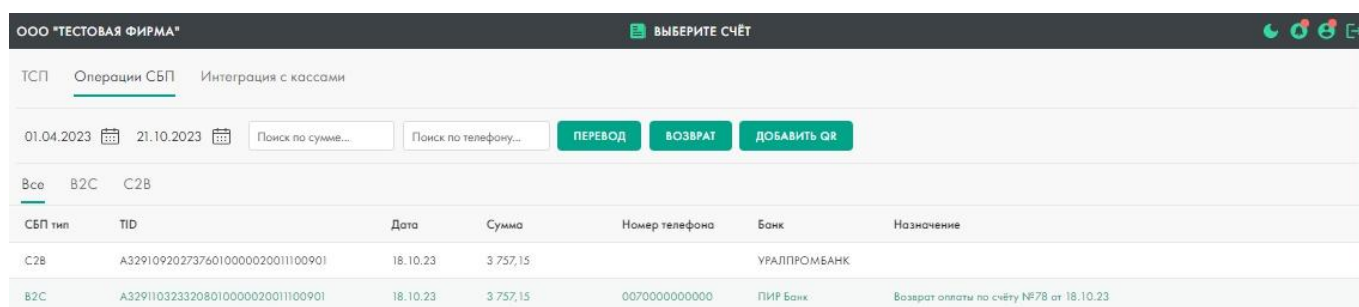 ООО "ТЕСТОВАЯ ФИРМА" ВЫБЕРИТЕ СЧЁТ
ТСП Операции СБП Интеграция с кассами
01.04.2023 21.10.2023 Поиск по сумме... Поиск по телефону... ПЕРЕВОД ВОЗВРАТ ДОБАВИТЬ QR
Все B2C C2B
СБП тип TID Дата Сумма Номер телефона Банк Назначение
C2B A3291092027376010000020011100901 18.10.23 3 757,15 УРАЛПРОМБАНК
B2C A3291103233208010000020011100901 18.10.23 3 757,15 0070000000000 ПИР Банк Возврат оплаты по счёту №78 от 18.10.23